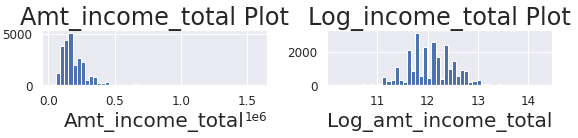 Amt_income_total Plot
5000
0
0.0 0.5 1.0 1.5
1e6
Amt_income_total
Log_income_total Plot
2000
0
11 12 13 14
Log_amt_income_total